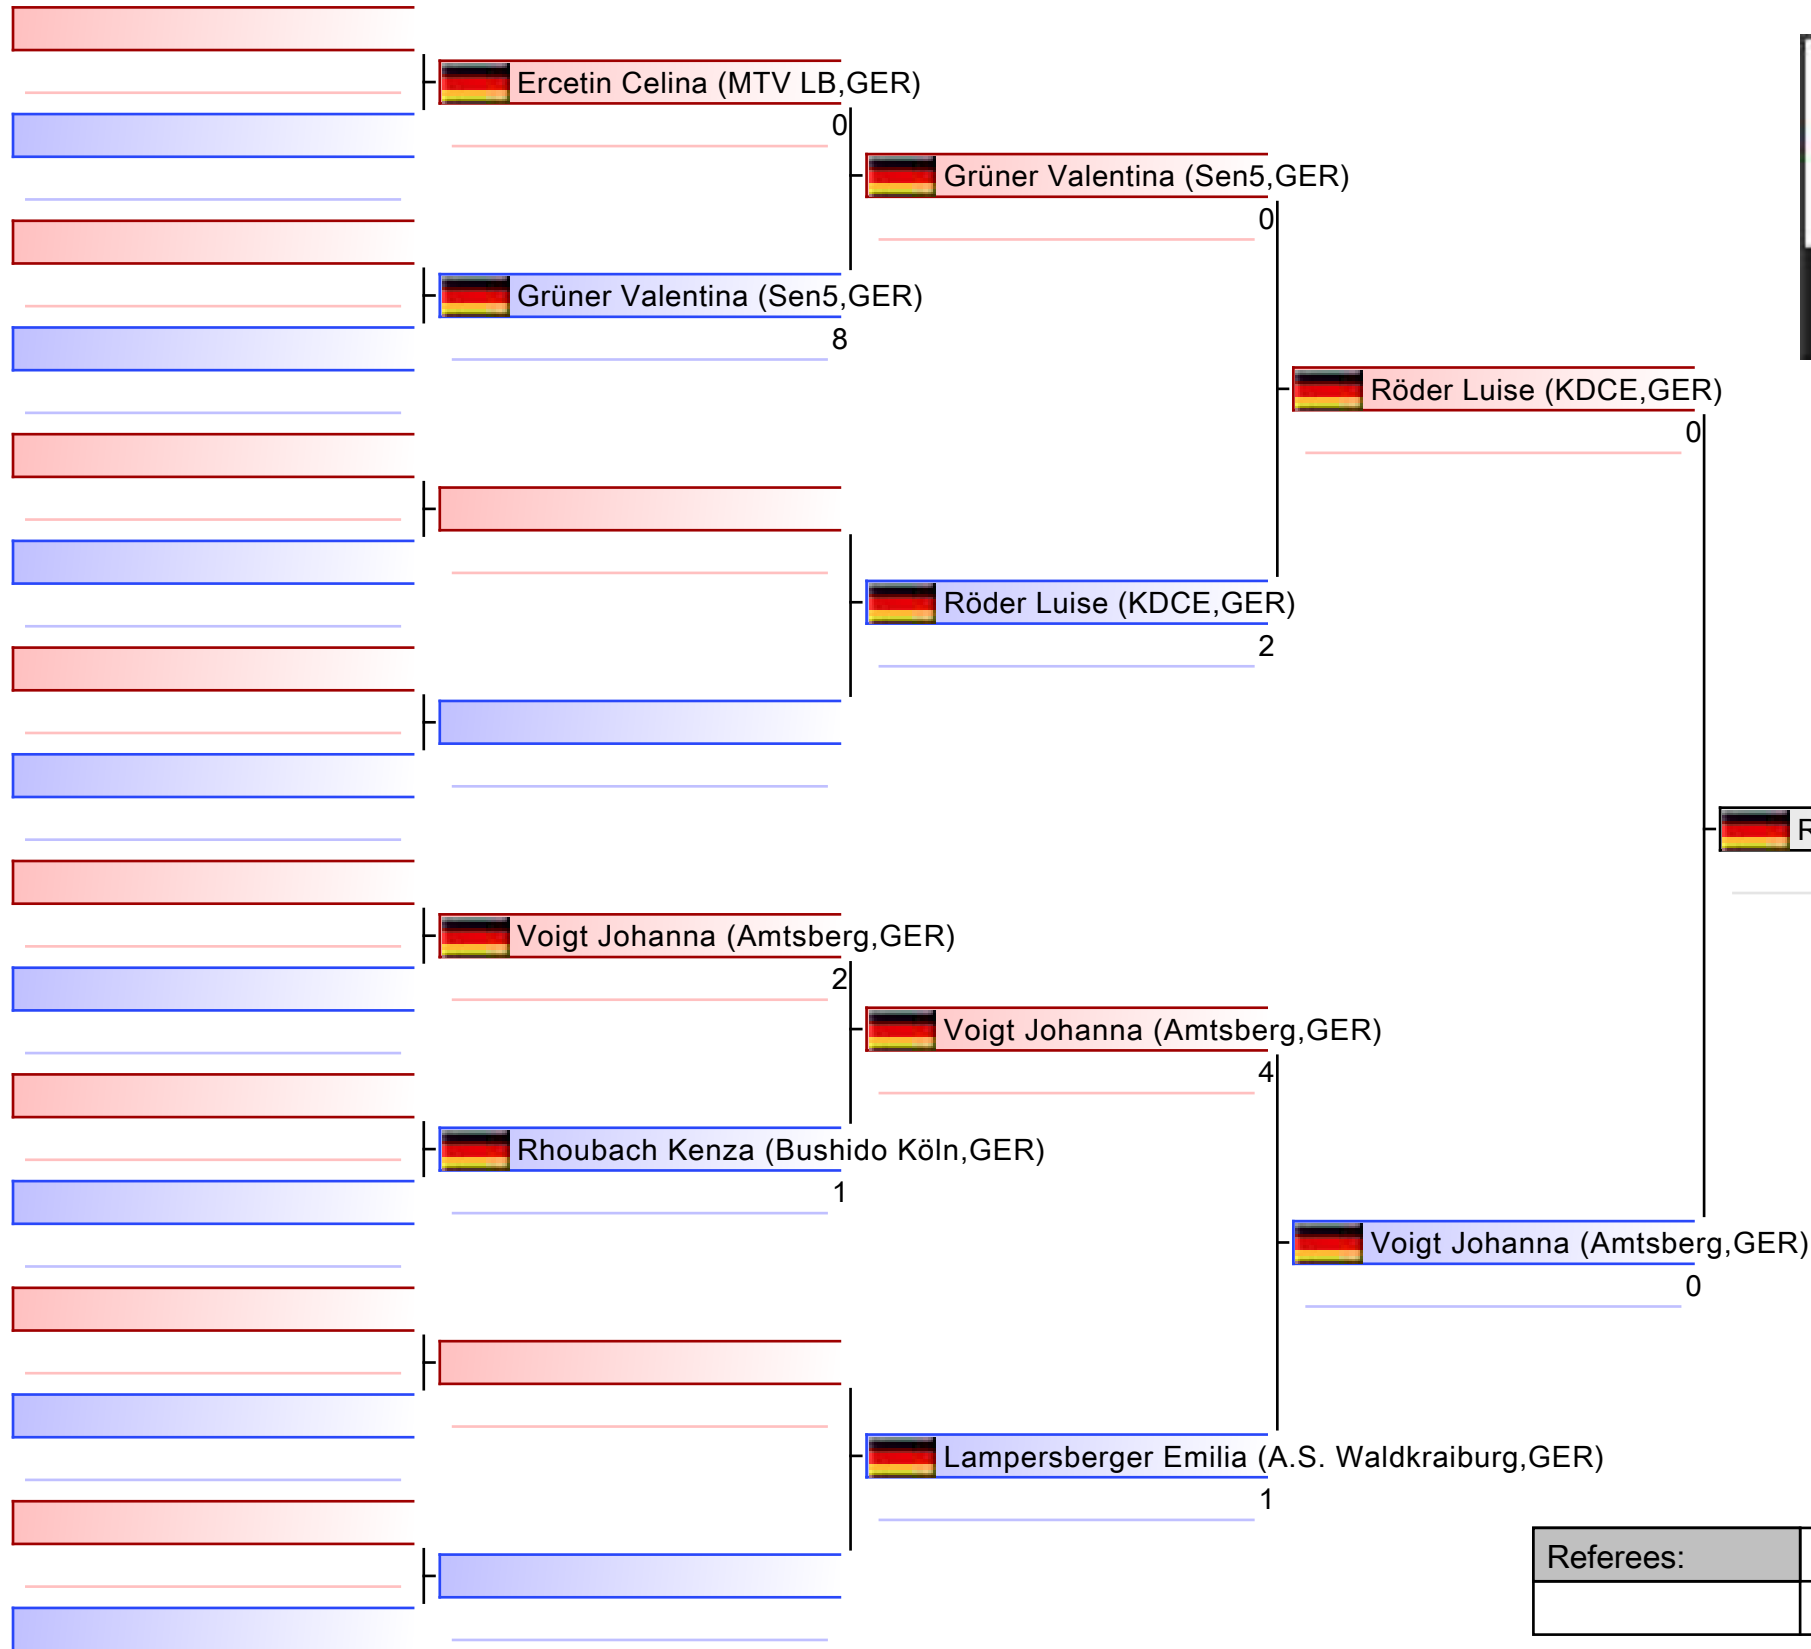 Ercetin Celina (MTV LB,GER)
0
Grüner Valentina (Sen5,GER)
0
Grüner Valentina (Sen5,GER)
8
Röder Luise (KDCE,GER)
0
Röder Luise (KDCE,GER)
2
R
Voigt Johanna (Amtsberg,GER)
2
Voigt Johanna (Amtsberg,GER)
4
Rhoubach Kenza (Bushido Köln,GER)
1
Voigt Johanna (Amtsberg,GER)
0
Lampersberger Emilia (A.S. Waldkraiburg,GER)
1
Referees: